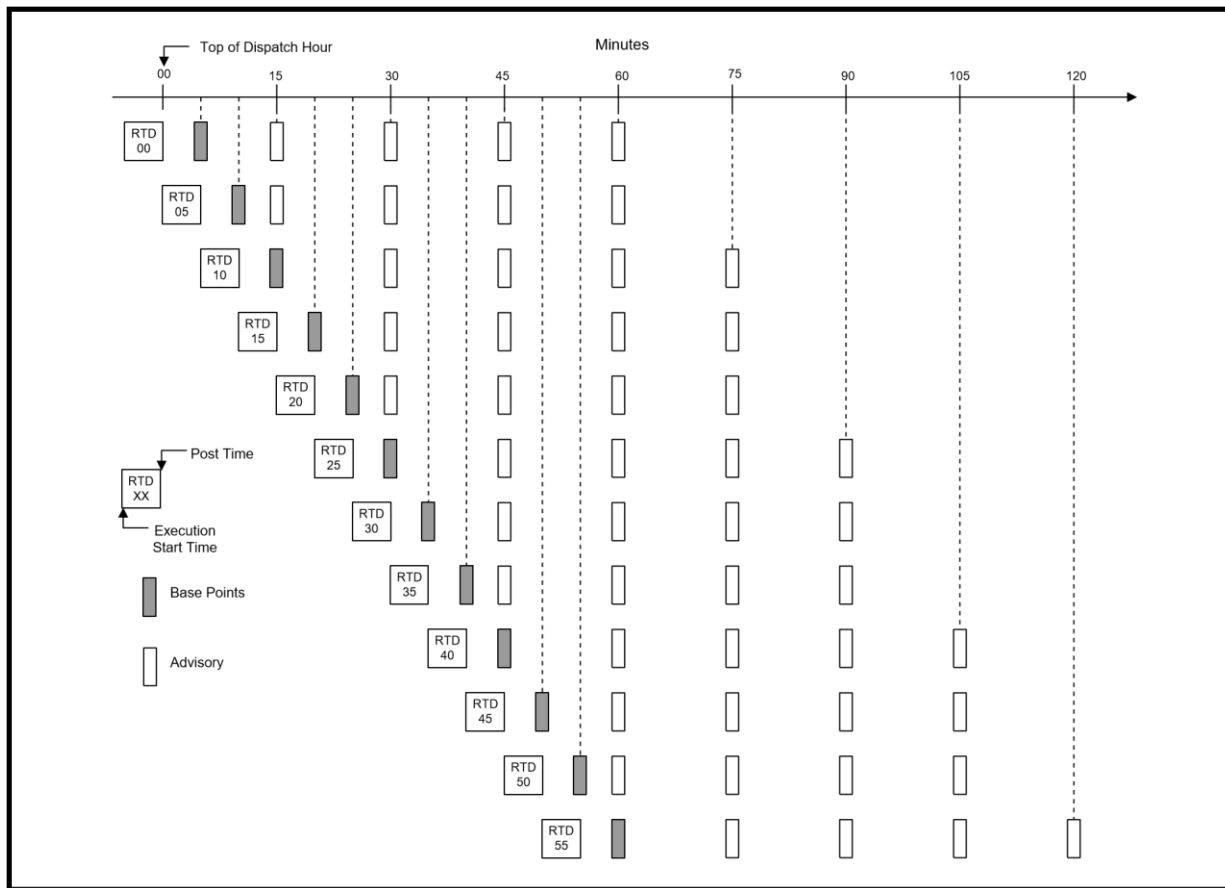 Top of Dispatch Hour
Minutes
00 15 30 45 60 75 90 105 120
RTD
00
RTD
05
RTD
10
RTD
15
RTD
20
RTD
25
Post Time
RTD
XX
Execution
Start Time
RTD
30
Base Points
RTD
35
RTD
40
Advisory
RTD
45
RTD
50
RTD
55